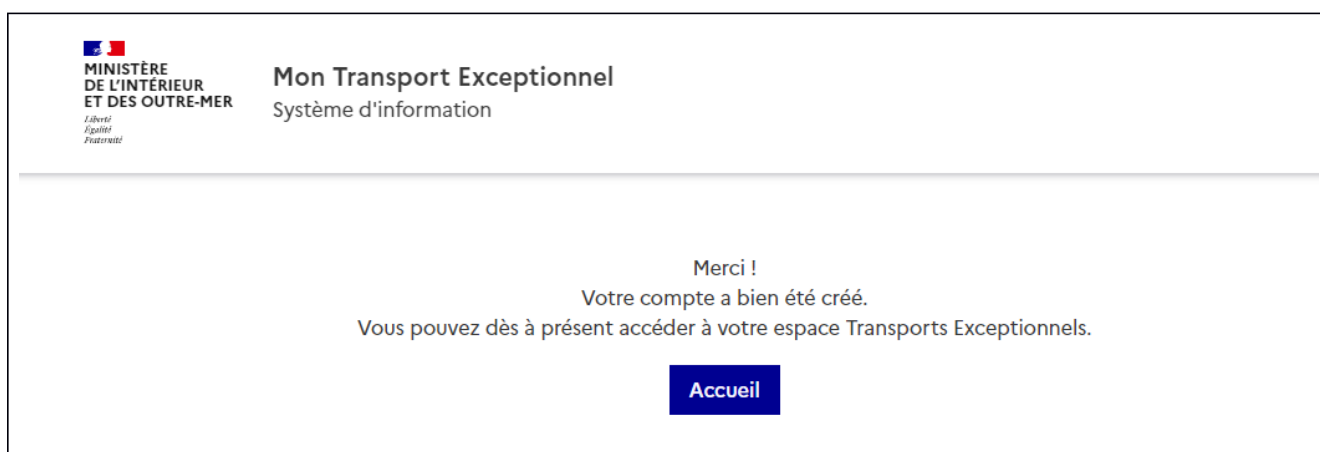 MINISTÈRE
DE L'INTÉRIEUR
ET DES OUTRE-MER
Liberté
Égalité
Fraternité
Mon Transport Exceptionnel
Système d'information
Merci !
Votre compte a bien été créé.
Vous pouvez dès à présent accéder à votre espace Transports Exceptionnels.
Accueil